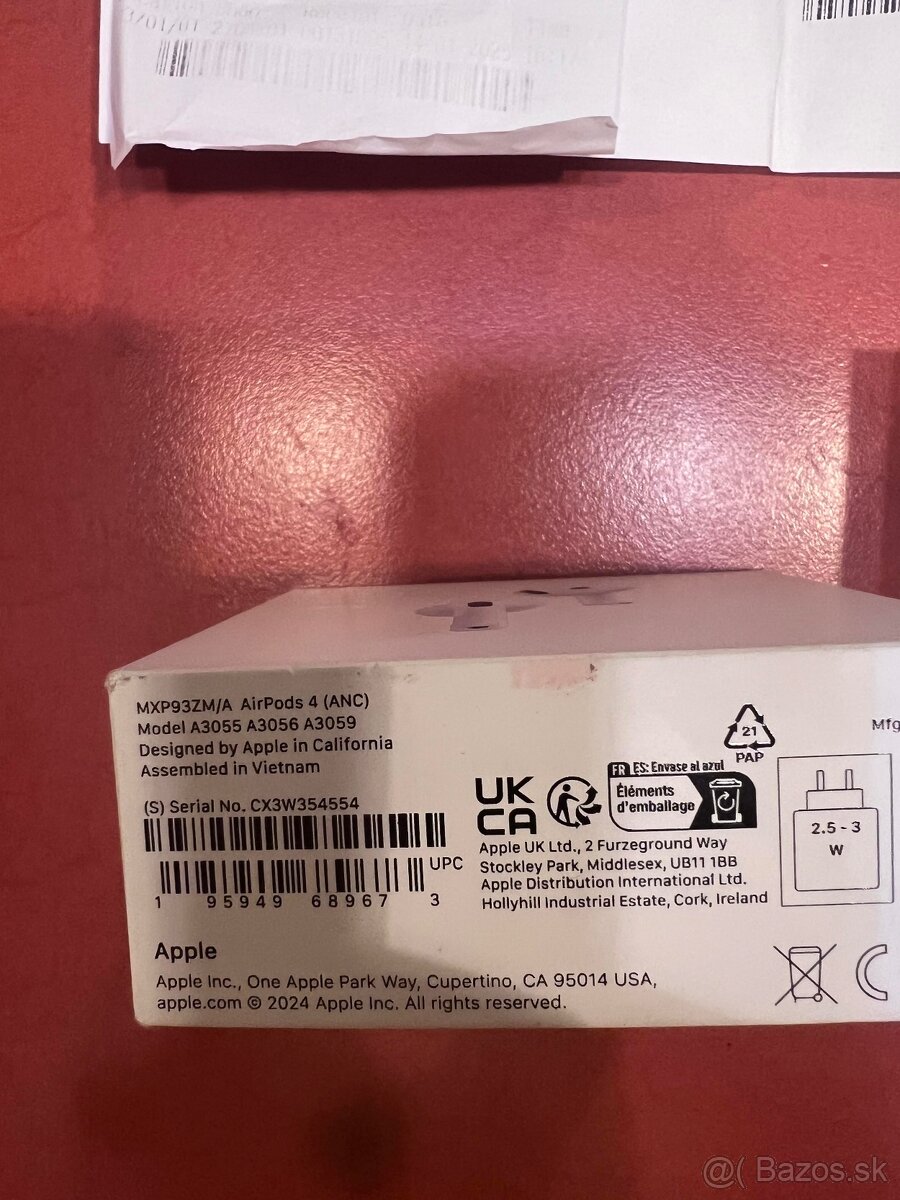 MXP93ZM/A AirPods 4 (ANC)
Model A3055 A3056 A3059
Designed by Apple in California
Assembled in Vietnam
(S) Serial No. CX3W354554
UPC
1 95949 68967 3
Apple
Apple Inc., One Apple Park Way, Cupertino, CA 95014 USA,
apple.com © 2024 Apple Inc. All rights reserved.
UK
CA
FR ES: Envase al azul
Éléments
d'emballage
21
PAP
Apple UK Ltd., 2 Furzeground Way
Stockley Park, Middlesex, UB11 1BB
Apple Distribution International Ltd.
Hollyhill Industrial Estate, Cork, Ireland
Mfg
2.5 - 3
W
@( Bazos.sk